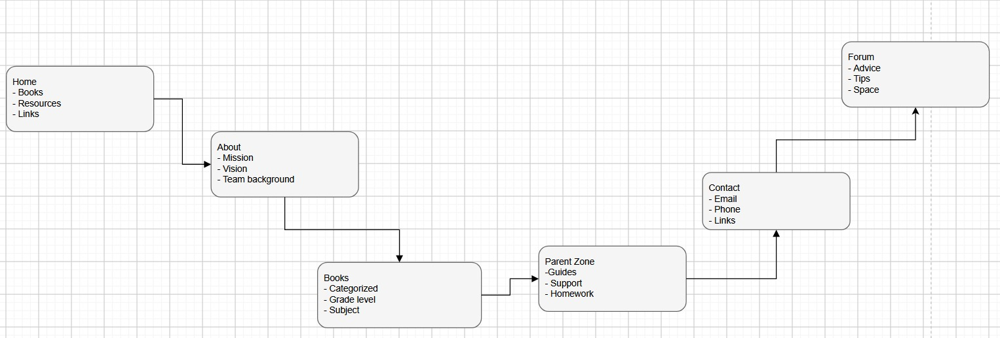 Home
- Books
- Resources
- Links
About
- Mission
- Vision
- Team background
Books
- Categorized
- Grade level
- Subject
Parent Zone
-Guides
- Support
- Homework
Contact
- Email
- Phone
- Links
Forum
- Advice
- Tips
- Space